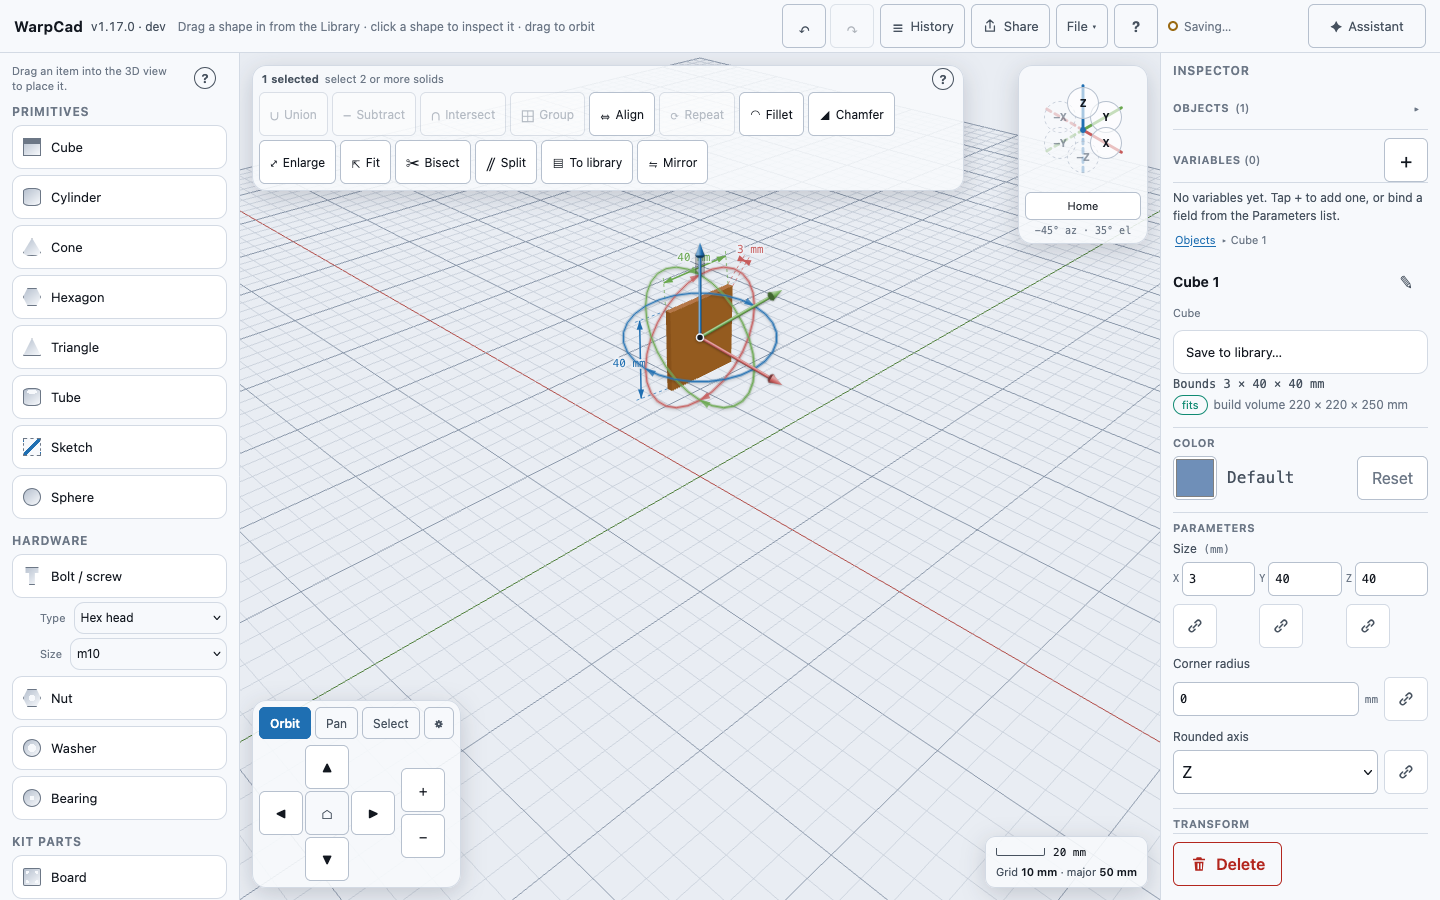 WarpCad v1.17.0 · dev Drag a shape in from the Library · click a shape to inspect it · drag to orbit
History
Share
File
?
Saving...
Assistant
Drag an item into the 3D view
to place it.
?
PRIMITIVES
Cube
Cylinder
Cone
Hexagon
Triangle
Tube
Sketch
Sphere
HARDWARE
Bolt / screw
Type Hex head
Size m10
Nut
Washer
Bearing
KIT PARTS
Board
1 selected select 2 or more solids
?
Union
Subtract
Intersect
Group
Align
Repeat
Fillet
Chamfer
Enlarge
Fit
Bisect
Split
To library
Mirror
Z
Y
X
−X
−Y
−Z
Home
−45° az · 35° el
3 mm
40 mm
Orbit
Pan
Select
+
−
20 mm
Grid 10 mm · major 50 mm
INSPECTOR
OBJECTS (1)
VARIABLES (0)
+
No variables yet. Tap + to add one, or bind a
field from the Parameters list.
Objects ▸ Cube 1
Cube 1
Cube
Save to library...
Bounds 3 × 40 × 40 mm
fits build volume 220 × 220 × 250 mm
COLOR
Default
Reset
PARAMETERS
Size (mm)
X 3 Y 40 Z 40
Corner radius
0 mm
Rounded axis
Z
TRANSFORM
Delete